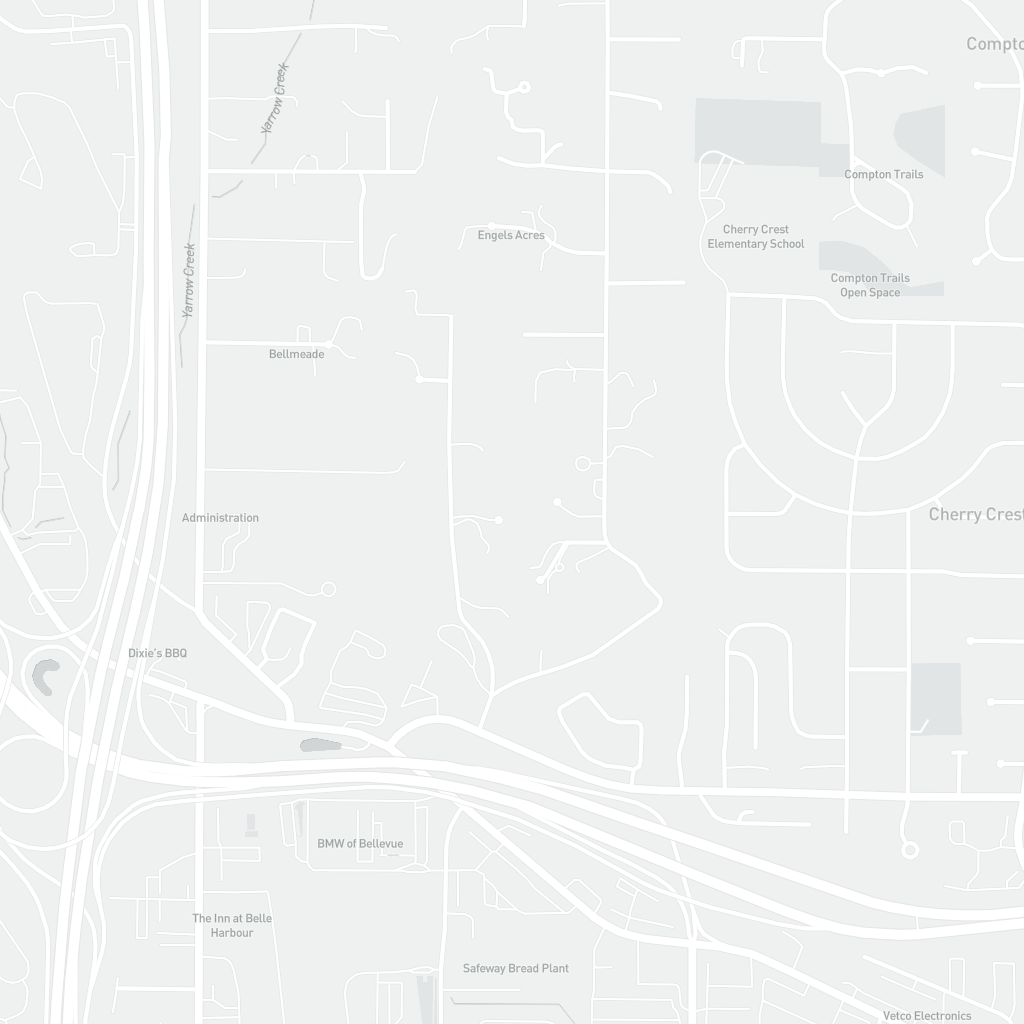 Compto
Yarrow Creek
Compton Trails
Engels Acres
Cherry Crest
Elementary School
Yarrow Creek
Compton Trails
Open Space
Bellmeade
Administration
Cherry Crest
Dixie's BBQ
BMW of Bellevue
The Inn at Belle
Harbour
Safeway Bread Plant
Vetco Electronics